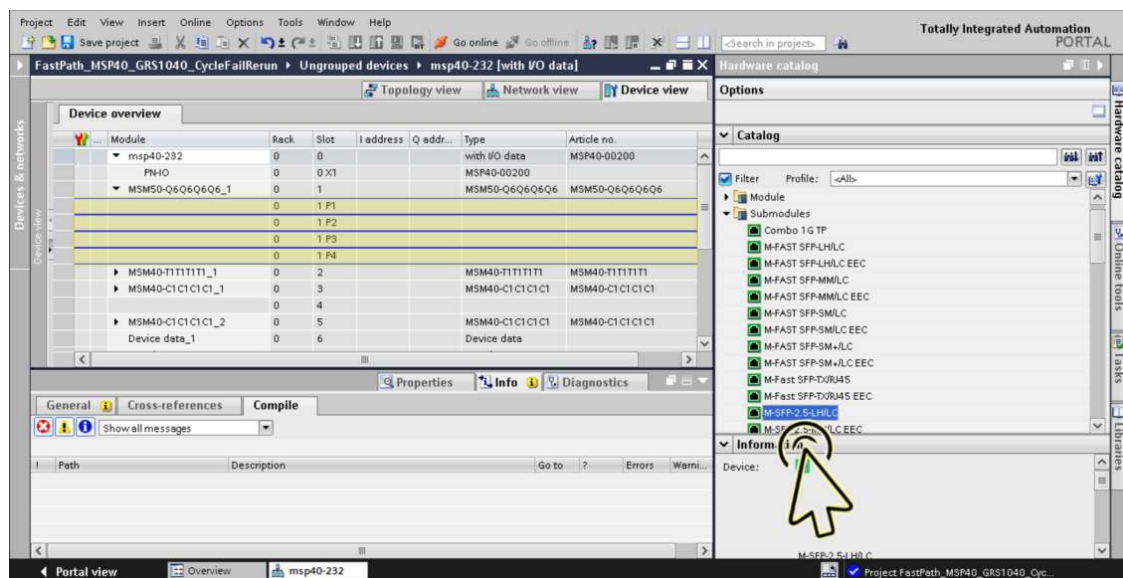 Project Edit View Insert Online Options Tools Window Help
Totally Integrated Automation
PORTAL
Save project Go online Go offline <Search in project>
FastPath_MSP40_GRS1040_CycleFailRerun Ungrouped devices msp40-232 [with I/O data]
Hardware catalog
Topology view Network view Device view
Options
Device overview
Module Rack Slot I address Q addr... Type Article no.
msp40-232 0 0 with I/O data MSP40-00200
PN-IO 0 0 X1 MSP40-00200
MSM50-Q6Q6Q6Q6_1 0 1 MSM50-Q6Q6Q6Q6 MSM50-Q6Q6Q6Q6
0 1 P1
0 1 P2
0 1 P3
0 1 P4
MSM40-T1T1T1T1_1 0 2 MSM40-T1T1T1T1 MSM40-T1T1T1T1
MSM40-C1C1C1C1_1 0 3 MSM40-C1C1C1C1 MSM40-C1C1C1C1
0 4
MSM40-C1C1C1C1_2 0 5 MSM40-C1C1C1C1 MSM40-C1C1C1C1
Device data_1 0 6 Device data
Catalog
Filter Profile: <All>
Module
Submodules
Combo 1G TP
M-FAST SFP-LH/LC
M-FAST SFP-LH/LC EEC
M-FAST SFP-MM/LC
M-FAST SFP-MM/LC EEC
M-FAST SFP-SM/LC
M-FAST SFP-SM/LC EEC
M-FAST SFP-SM+/LC
M-FAST SFP-SM+/LC EEC
M-Fast SFP-TX/RJ45
M-Fast SFP-TX/RJ45 EEC
M-SFP-2.5-LH/LC
Information
Device:
M-SFP-2.5-LH/LC
Properties Info Diagnostics
General Cross-references Compile
Show all messages
! Path Description Go to ? Errors Warni...
Devices & networks
Device view
Hardware catalog
Online tools
Tasks
Libraries
Portal view Overview msp40-232
Project FastPath_MSP40_GRS1040_Cyc...